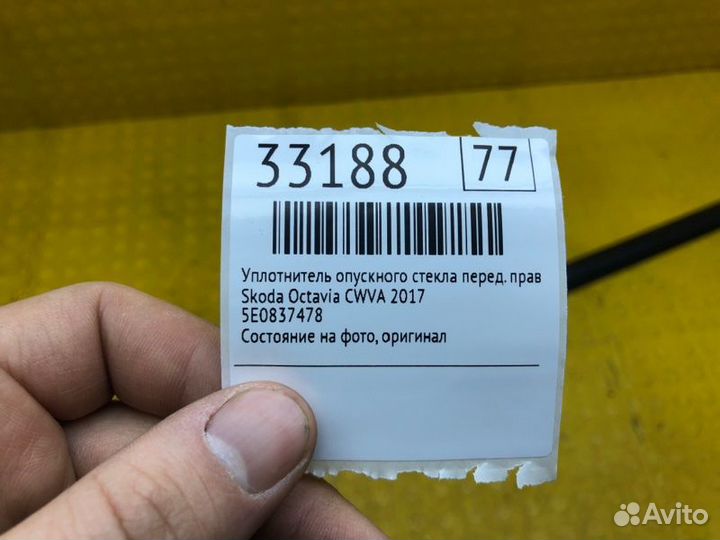 33188
77
Уплотнитель опускного стекла перед. прав
Skoda Octavia CWVA 2017
5E0837478
Состояние на фото, оригинал
Avito